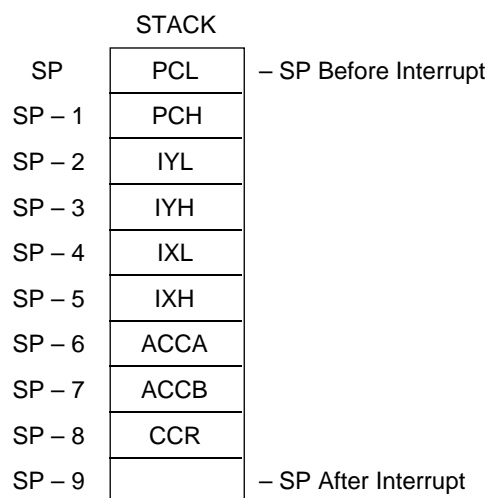 STACK
SP PCL – SP Before Interrupt
SP – 1 PCH
SP – 2 IYL
SP – 3 IYH
SP – 4 IXL
SP – 5 IXH
SP – 6 ACCA
SP – 7 ACCB
SP – 8 CCR
SP – 9 – SP After Interrupt